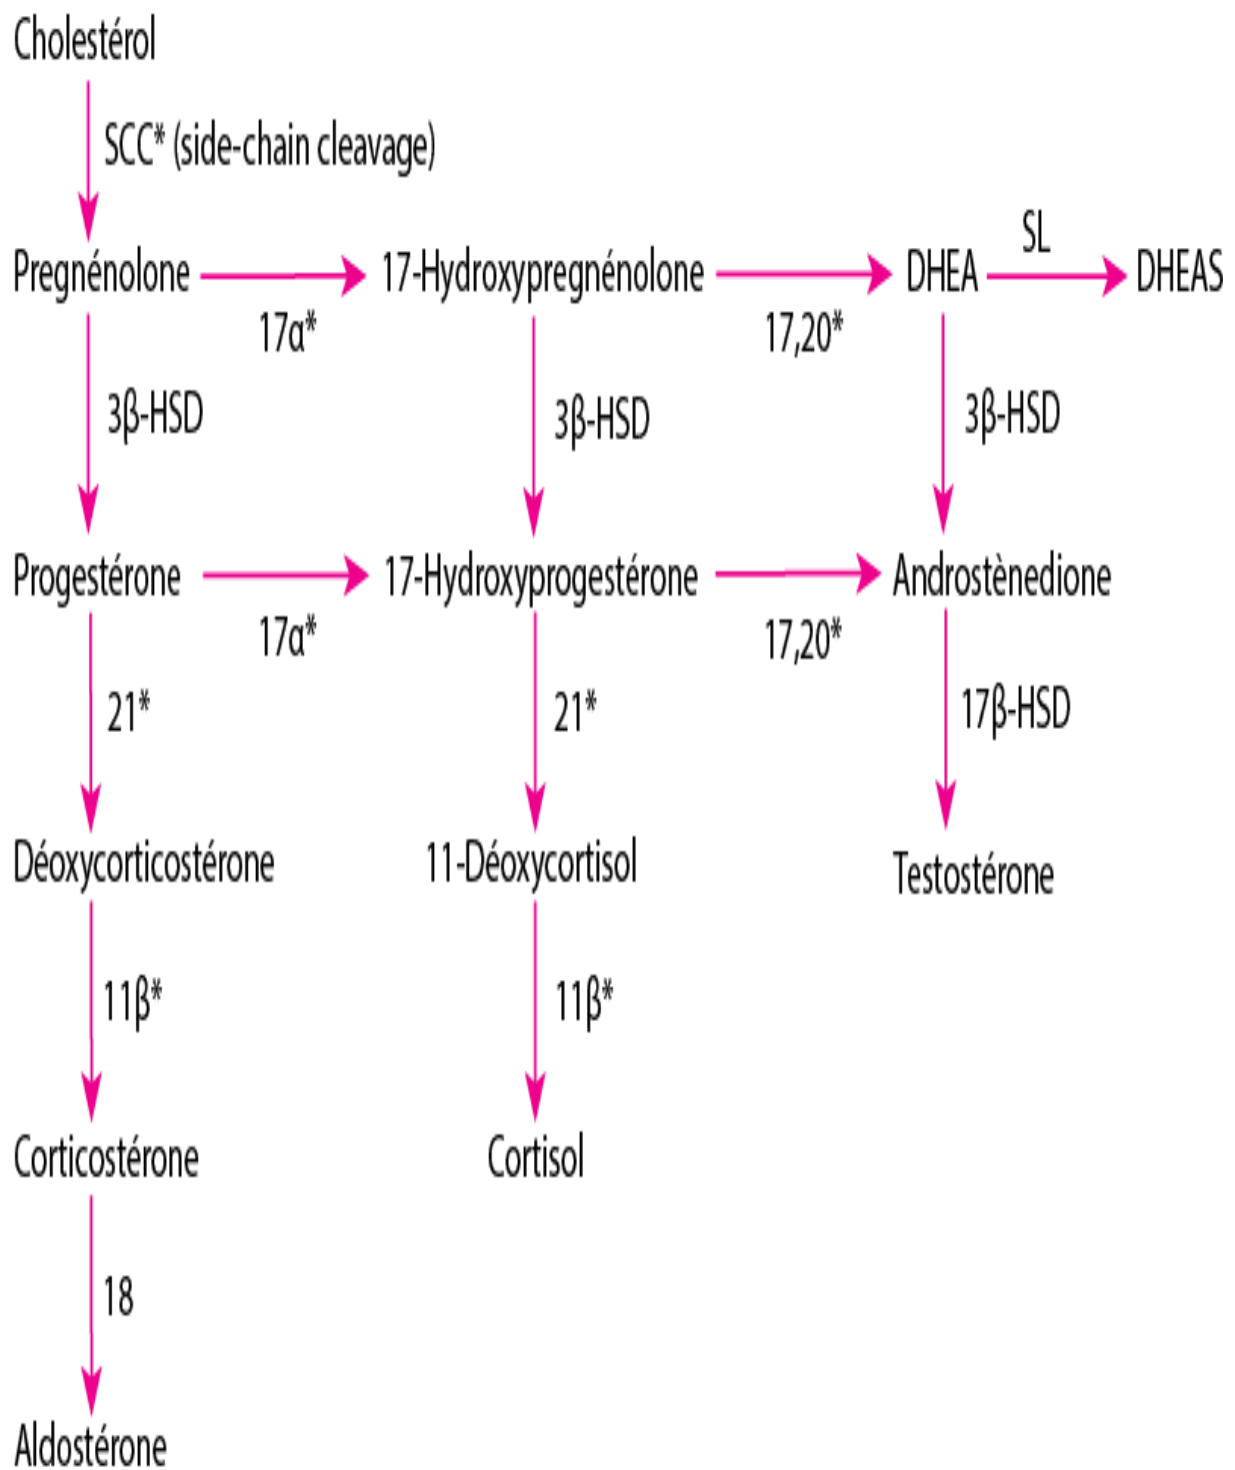 Cholestérol
SCC* (side-chain cleavage)
SL
Pregnénolone
17-Hydroxypregnénolone
DHEA
DHEAS
17α*
17,20*
3β-HSD
3β-HSD
3β-HSD
Progestérone
17-Hydroxyprogestérone
Androstènedione
17α*
17,20*
21*
21*
17β-HSD
Déoxycorticostérone
11-Déoxycortisol
Testostérone
11β*
11β*
Corticostérone
Cortisol
18
Aldostérone